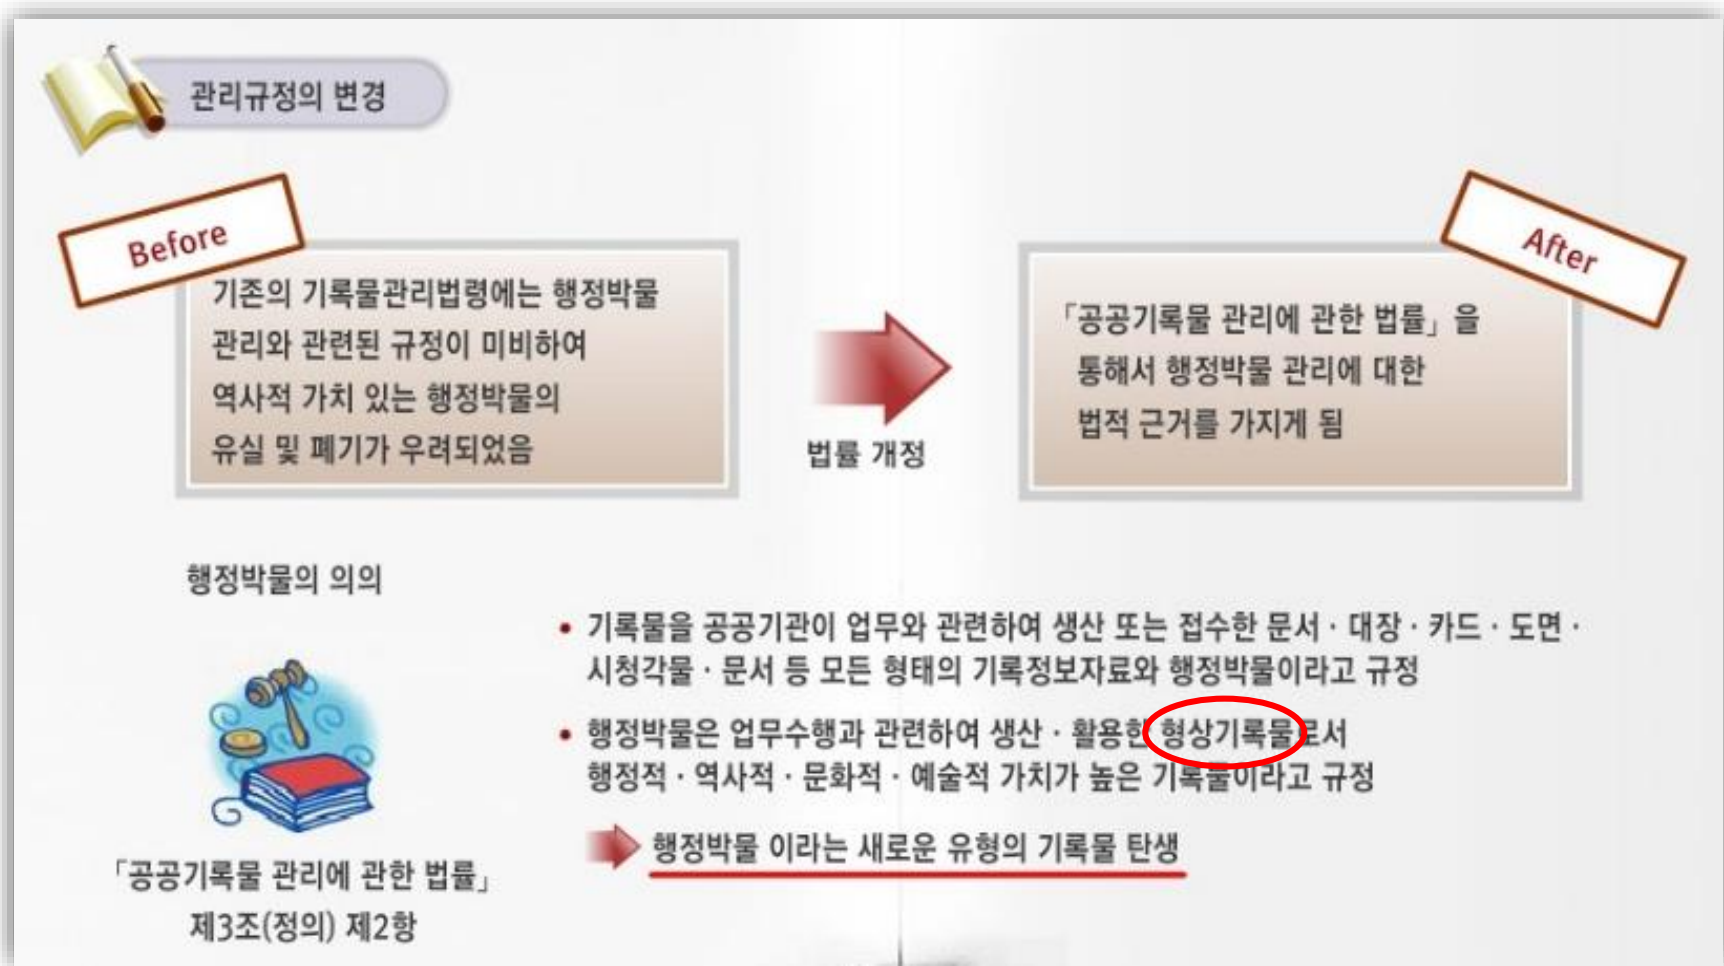 관리규정의 변경
Before
기존의 기록물관리법령에는 행정박물
관리와 관련된 규정이 미비하여
역사적 가치 있는 행정박물의
유실 및 폐기가 우려되었음
법률 개정
After
「공공기록물 관리에 관한 법률」을
통해서 행정박물 관리에 대한
법적 근거를 가지게 됨
행정박물의 의의
「공공기록물 관리에 관한 법률」
제3조(정의) 제2항
• 기록물을 공공기관이 업무와 관련하여 생산 또는 접수한 문서 · 대장 · 카드 · 도면 ·
시청각물 · 문서 등 모든 형태의 기록정보자료와 행정박물이라고 규정
• 행정박물은 업무수행과 관련하여 생산 · 활용한 형상기록물로서
행정적 · 역사적 · 문화적 · 예술적 가치가 높은 기록물이라고 규정
행정박물 이라는 새로운 유형의 기록물 탄생